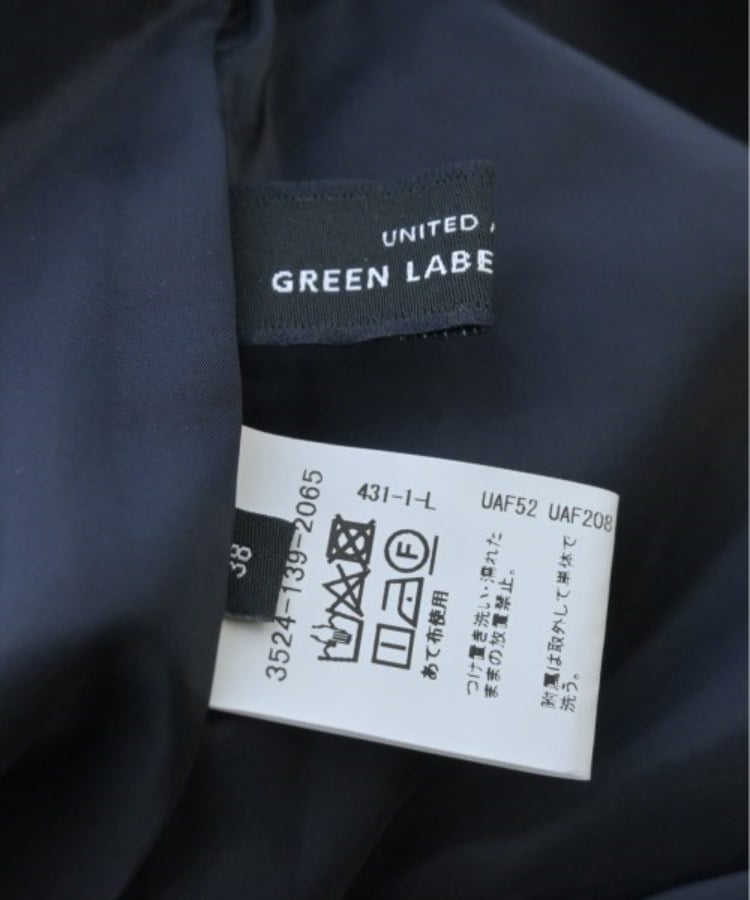 UNITED
GREEN LABE
38
3524-139-2065
431-1-L
UAF52 UAF208
F
あて布使用
つけ置き洗い・濡れた
ままの放置禁止。
附属は取外して単体で
洗う。